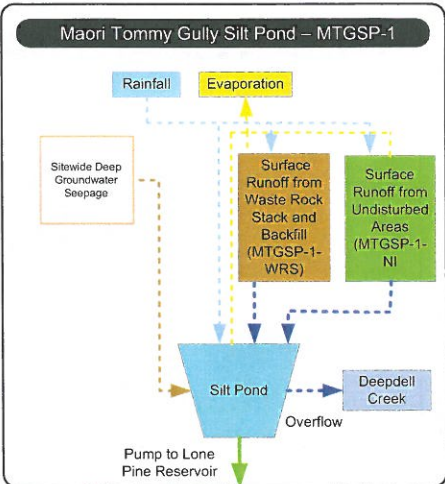 Maori Tommy Gully Silt Pond – MTGSP-1
Rainfall
Evaporation
Sitewide Deep
Groundwater
Seepage
Surface
Runoff from
Waste Rock
Stack and
Backfill
(MTGSP-1-
WRS)
Surface
Runoff from
Undisturbed
Areas
(MTGSP-1-
NI
Silt Pond
Deepdell
Creek
Overflow
Pump to Lone
Pine Reservoir